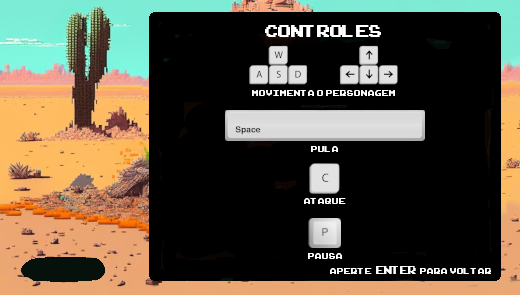 CONTROLES
W
↑
A S D
← ↓ →
MOVIMENTA O PERSONAGEM
Space
PULA
C
ATAQUE
P
PAUSA
APERTE ENTER PARA VOLTAR